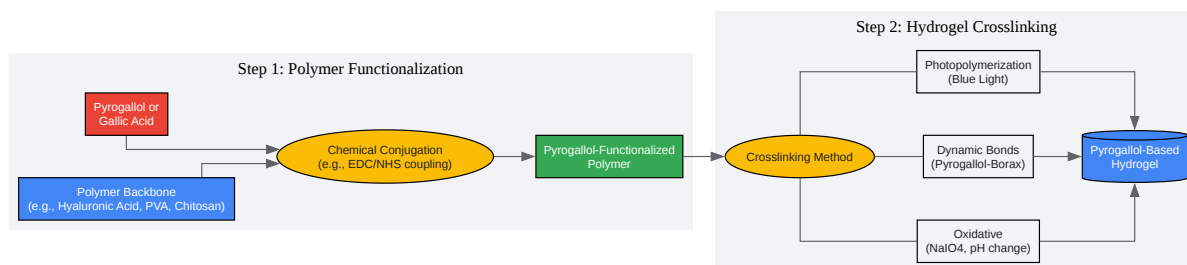 Step 1: Polymer Functionalization
Pyrogallol or
Gallic Acid
Polymer Backbone
(e.g., Hyaluronic Acid, PVA, Chitosan)
Chemical Conjugation
(e.g., EDC/NHS coupling)
Pyrogallol-Functionalized
Polymer
Step 2: Hydrogel Crosslinking
Crosslinking Method
Photopolymerization
(Blue Light)
Dynamic Bonds
(Pyrogallol-Borax)
Oxidative
(NaIO4, pH change)
Pyrogallol-Based
Hydrogel